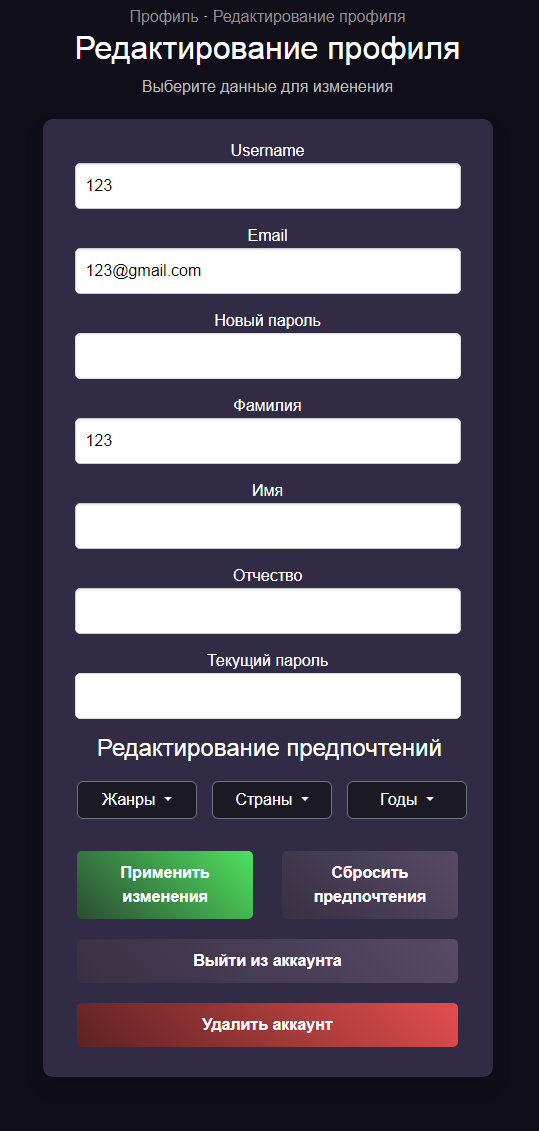 Профиль · Редактирование профиля
Редактирование профиля
Выберите данные для изменения
Username
123
Email
123@gmail.com
Новый пароль
Фамилия
123
Имя
Отчество
Текущий пароль
Редактирование предпочтений
Жанры Страны Годы
Применить
изменения
Сбросить
предпочтения
Выйти из аккаунта
Удалить аккаунт